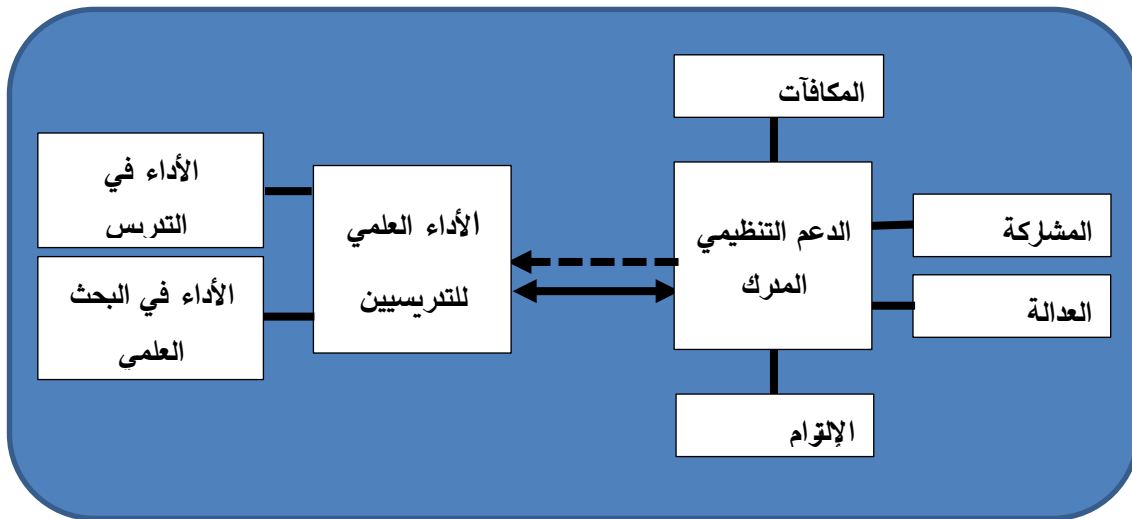 المكافآت
الدعم التنظيمي
المدرك
المشاركة
العدالة
الإلتزام
الأداء العلمي
للتدريسيين
الأداء في
التدريس
الأداء في البحث
العلمي